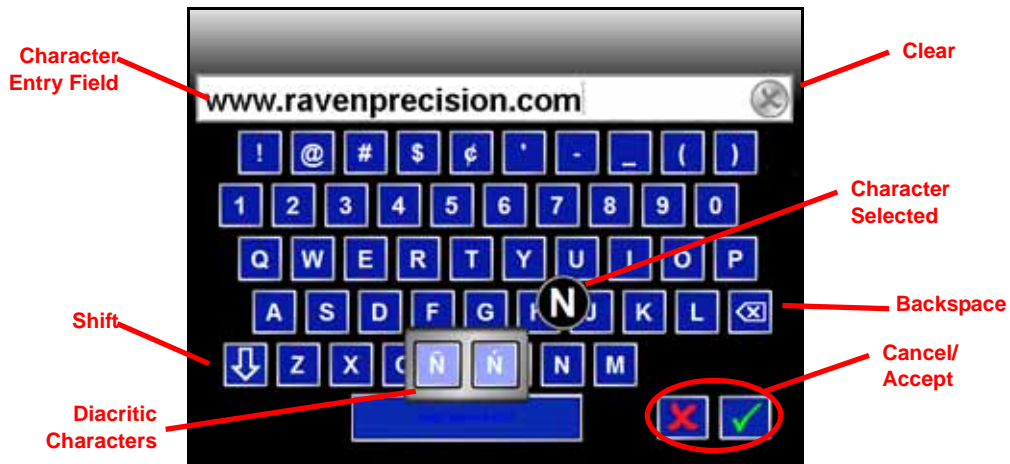 Character
Entry Field
Clear
www.ravenprecision.com
! @ # $ ¢ ' - _ ( )
1 2 3 4 5 6 7 8 9 0
Character
Selected
Q W E R T Y U I O P
N
A S D F G H J K L
Backspace
Shift
Z X C Ñ Ń N M
Cancel/
Accept
Diacritic
Characters